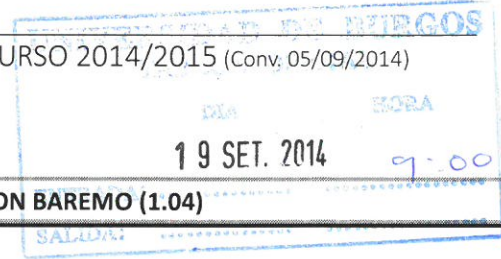 UNIVERSIDAD DE BURGOS
URSO 2014/2015 (Conv. 05/09/2014)
DIA HORA
19 SET. 2014 9:00
ENTRADA:
ON BAREMO (1.04)
SALIDA: